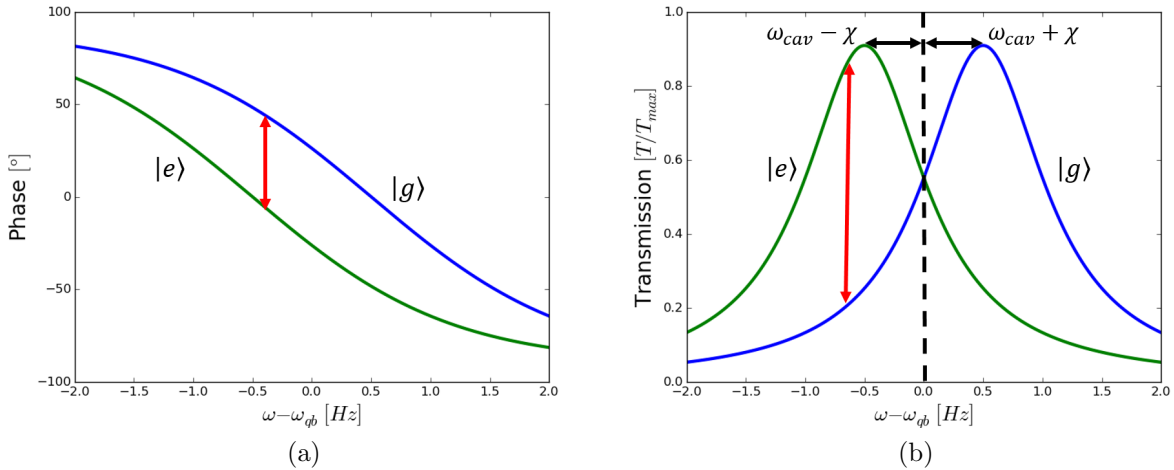 100
50
0
−50
−100
Phase [°]
|e⟩
|g⟩
−2.0 −1.5 −1.0 −0.5 0.0 0.5 1.0 1.5 2.0
ω−ω_qb [Hz]
(a)
1.0
0.8
0.6
0.4
0.2
0.0
Transmission [T/T_max]
ω_cav − χ
ω_cav + χ
|e⟩
|g⟩
−2.0 −1.5 −1.0 −0.5 0.0 0.5 1.0 1.5 2.0
ω−ω_qb [Hz]
(b)